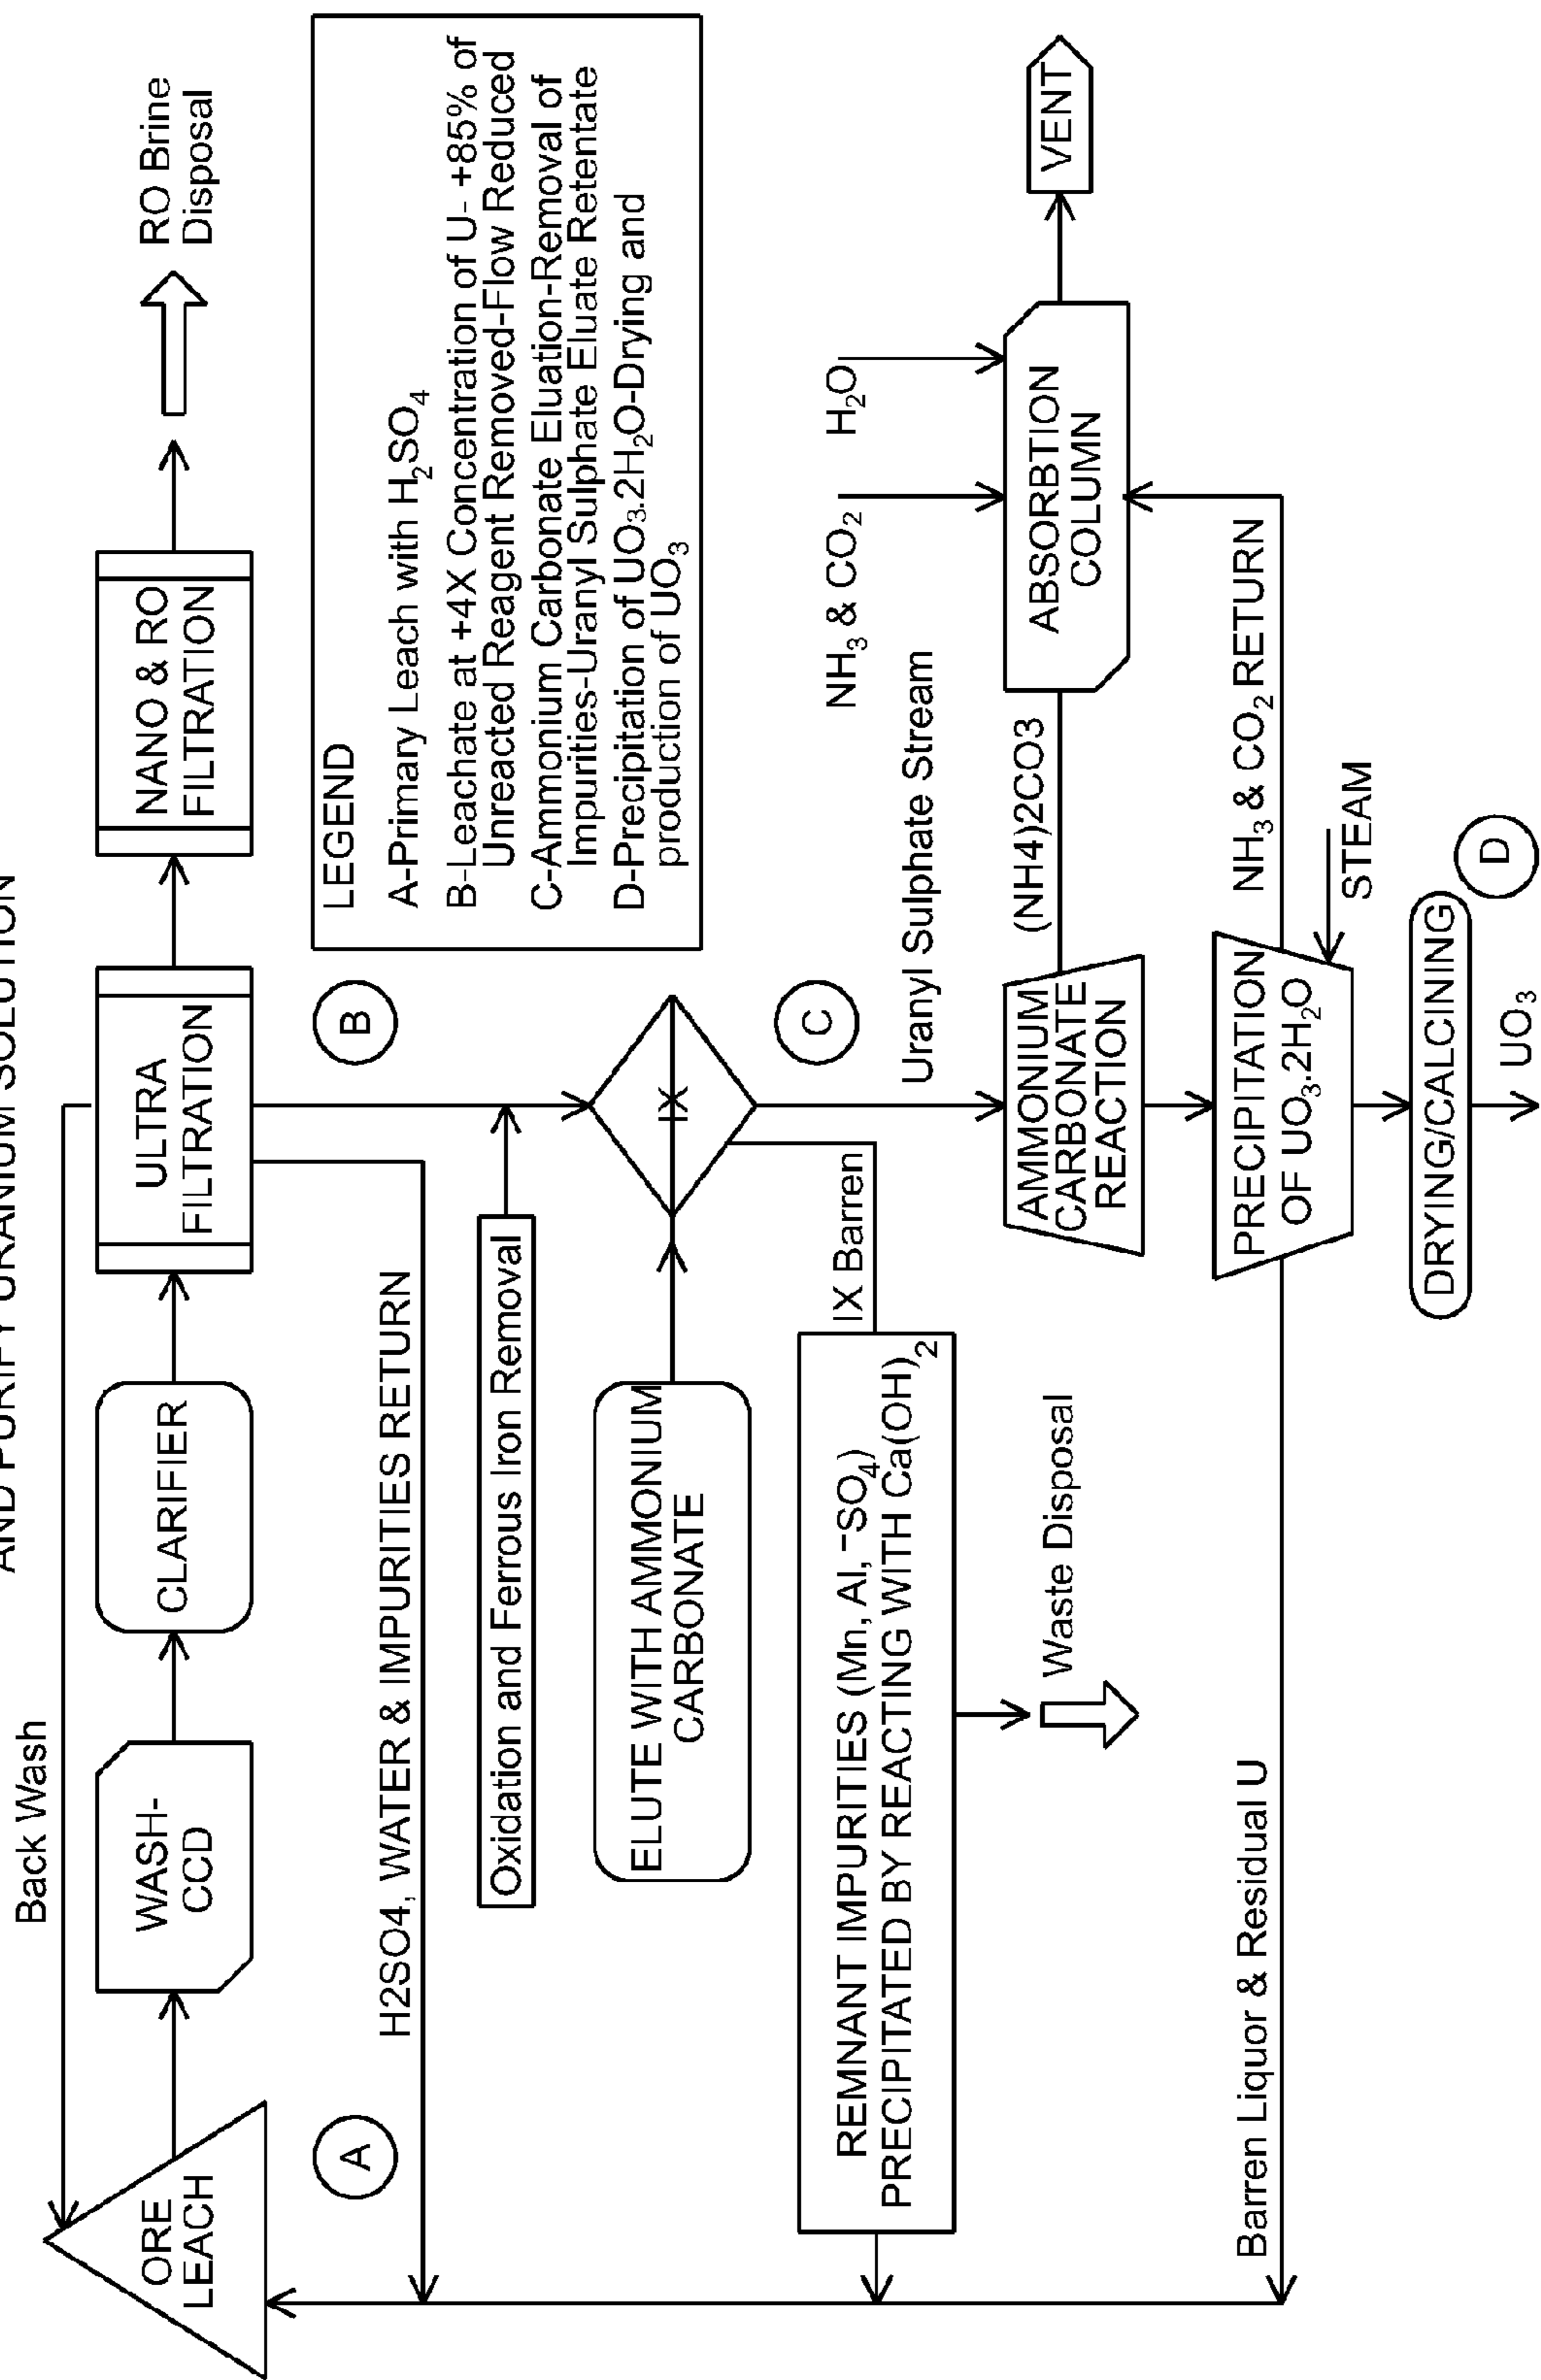 AND PURIFY URANIUM SOLUTION
Back Wash
ORE
LEACH
WASH-
CCD
CLARIFIER
ULTRA
FILTRATION
NANO & RO
FILTRATION
RO Brine
Disposal
A
H2SO4, WATER & IMPURITIES RETURN
B
LEGEND
A-Primary Leach with H₂SO₄
B-Leachate at +4X Concentration of U- +85% of
Unreacted Reagent Removed-Flow Reduced
C-Ammonium Carbonate Eluation-Removal of
Impurities-Uranyl Sulphate Eluate Retentate
D-Precipitation of UO₃.2H₂O-Drying and
production of UO₃
Oxidation and Ferrous Iron Removal
ELUTE WITH AMMONIUM
CARBONATE
IX
C
IX Barren
REMNANT IMPURITIES (Mn, Al, ⁻SO₄)
PRECIPITATED BY REACTING WITH Ca(OH)₂
Waste Disposal
Uranyl Sulphate Stream
NH₃ & CO₂
H₂O
AMMONIUM
CARBONATE
REACTION
(NH4)2CO3
ABSORBTION
COLUMN
VENT
Barren Liquor & Residual U
PRECIPITATION
OF UO₃.2H₂O
NH₃ & CO₂ RETURN
STEAM
DRYING/CALCINING
D
UO₃